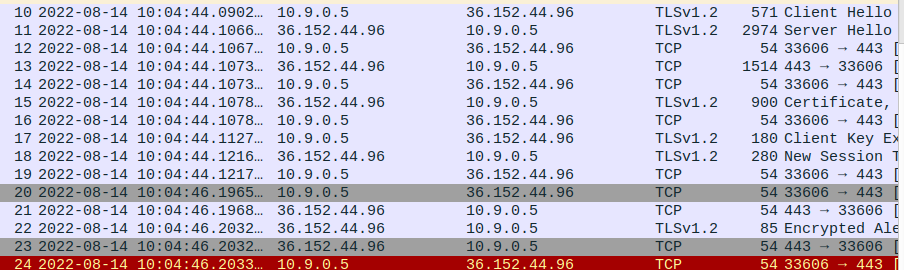 10 2022-08-14 10:04:44.0902… 10.9.0.5 36.152.44.96 TLSv1.2 571 Client Hello
11 2022-08-14 10:04:44.1066… 36.152.44.96 10.9.0.5 TLSv1.2 2974 Server Hello
12 2022-08-14 10:04:44.1067… 10.9.0.5 36.152.44.96 TCP 54 33606 → 443 [
13 2022-08-14 10:04:44.1073… 36.152.44.96 10.9.0.5 TCP 1514 443 → 33606 [
14 2022-08-14 10:04:44.1073… 10.9.0.5 36.152.44.96 TCP 54 33606 → 443 [
15 2022-08-14 10:04:44.1078… 36.152.44.96 10.9.0.5 TLSv1.2 900 Certificate,
16 2022-08-14 10:04:44.1078… 10.9.0.5 36.152.44.96 TCP 54 33606 → 443 [
17 2022-08-14 10:04:44.1127… 10.9.0.5 36.152.44.96 TLSv1.2 180 Client Key Ex
18 2022-08-14 10:04:44.1216… 36.152.44.96 10.9.0.5 TLSv1.2 280 New Session T
19 2022-08-14 10:04:44.1217… 10.9.0.5 36.152.44.96 TCP 54 33606 → 443 [
20 2022-08-14 10:04:46.1965… 10.9.0.5 36.152.44.96 TCP 54 33606 → 443 [
21 2022-08-14 10:04:46.1968… 36.152.44.96 10.9.0.5 TCP 54 443 → 33606 [
22 2022-08-14 10:04:46.2032… 36.152.44.96 10.9.0.5 TLSv1.2 85 Encrypted Ale
23 2022-08-14 10:04:46.2032… 36.152.44.96 10.9.0.5 TCP 54 443 → 33606 [
24 2022-08-14 10:04:46.2033… 10.9.0.5 36.152.44.96 TCP 54 33606 → 443 [